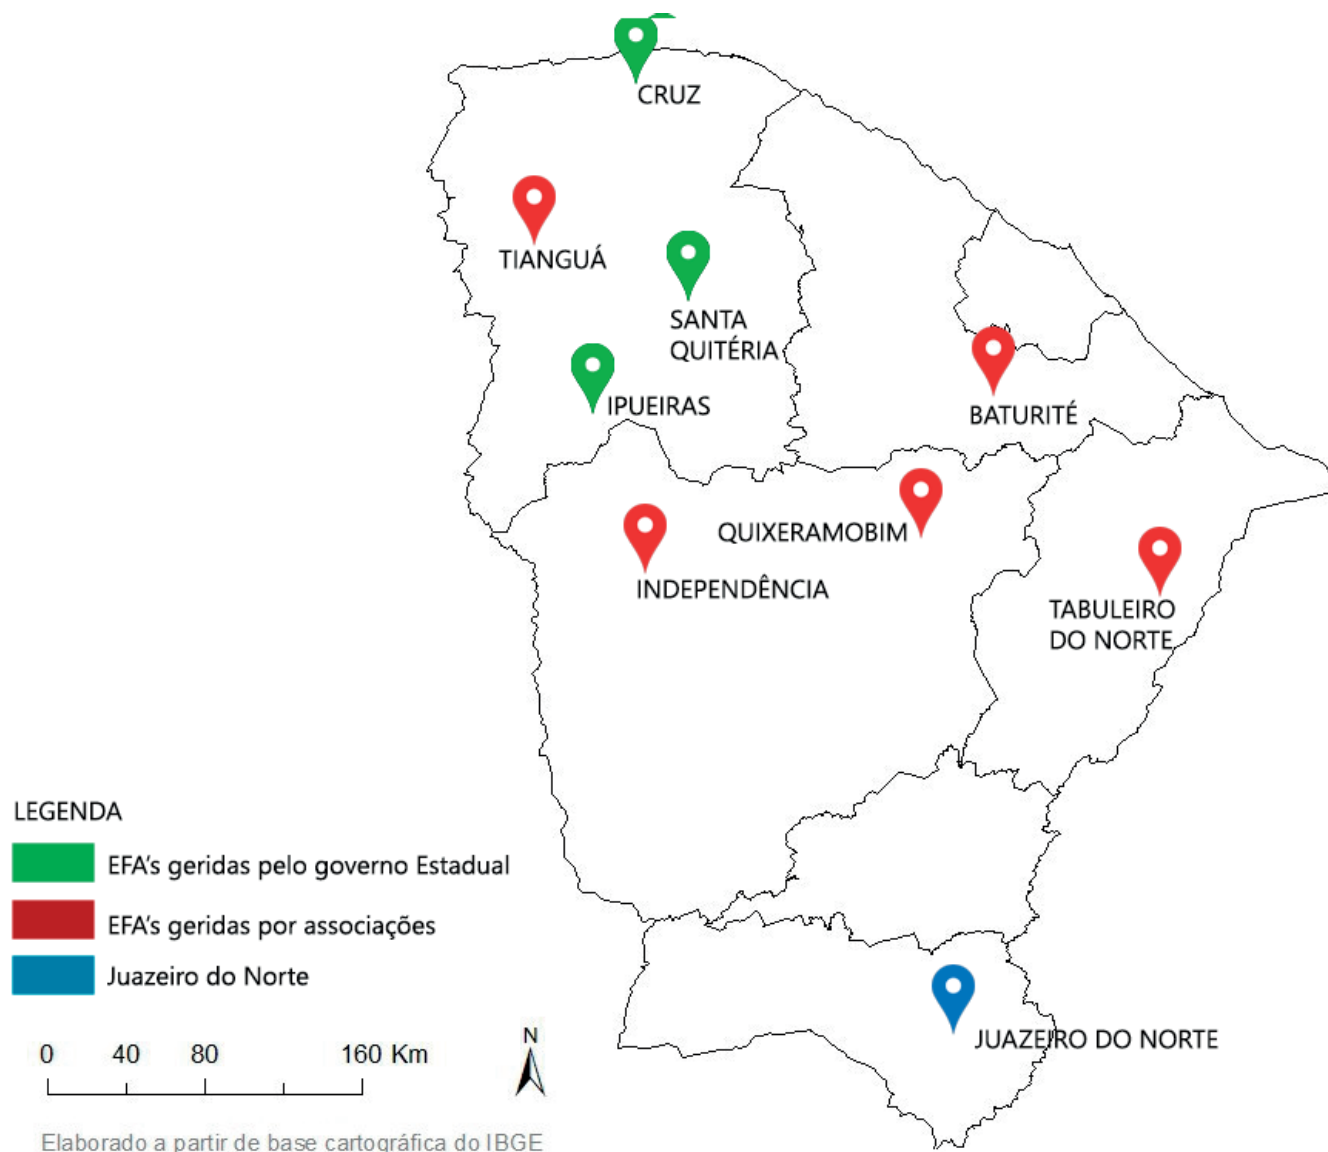 CRUZ
TIANGUÁ
SANTA
QUITÉRIA
IPUEIRAS
BATURITÉ
QUIXERAMOBIM
INDEPENDÊNCIA
TABULEIRO
DO NORTE
LEGENDA
EFA's geridas pelo governo Estadual
EFA's geridas por associações
Juazeiro do Norte
JUAZEIRO DO NORTE
0 40 80 160 Km
N
Elaborado a partir de base cartográfica do IBGE